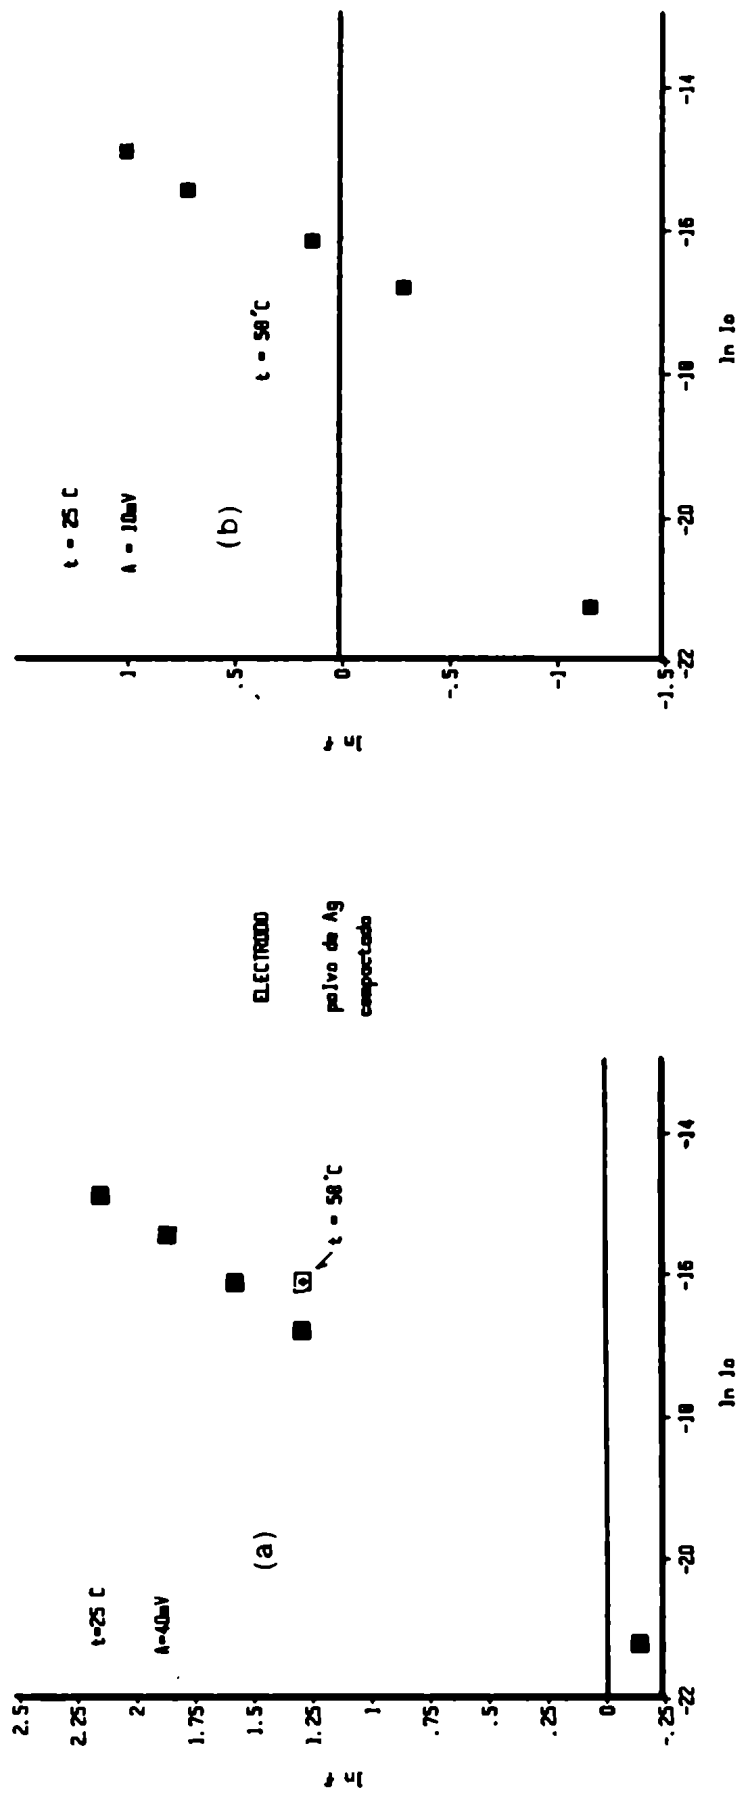 ln f
2.5
2.25
2
1.75
1.5
1.25
1
.75
.5
.25
0
-.25
t=25 C
A=40mV
(a)
t = 50°C
-22
-20
-18
-16
-14
ln Io
ELECTRODO
polvo de Ag
compactado
ln f
1
.5
0
-.5
-1
-1.5
t = 25 C
A = 10mV
(b)
t = 50°C
-22
-20
-18
-16
-14
ln Io